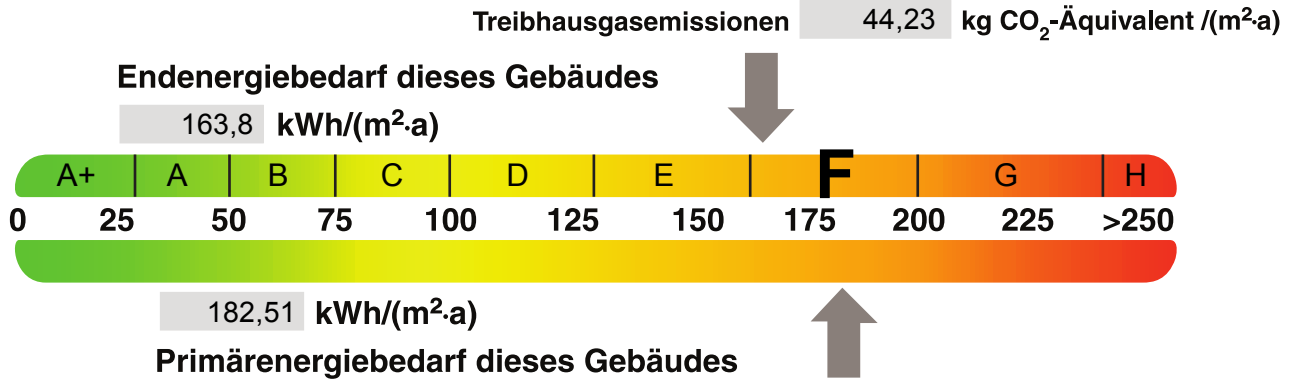 Treibhausgasemissionen 44,23 kg CO₂-Äquivalent /(m²·a)
Endenergiebedarf dieses Gebäudes
163,8 kWh/(m²·a)
A+ A B C D E F G H
0 25 50 75 100 125 150 175 200 225 >250
182,51 kWh/(m²·a)
Primärenergiebedarf dieses Gebäudes